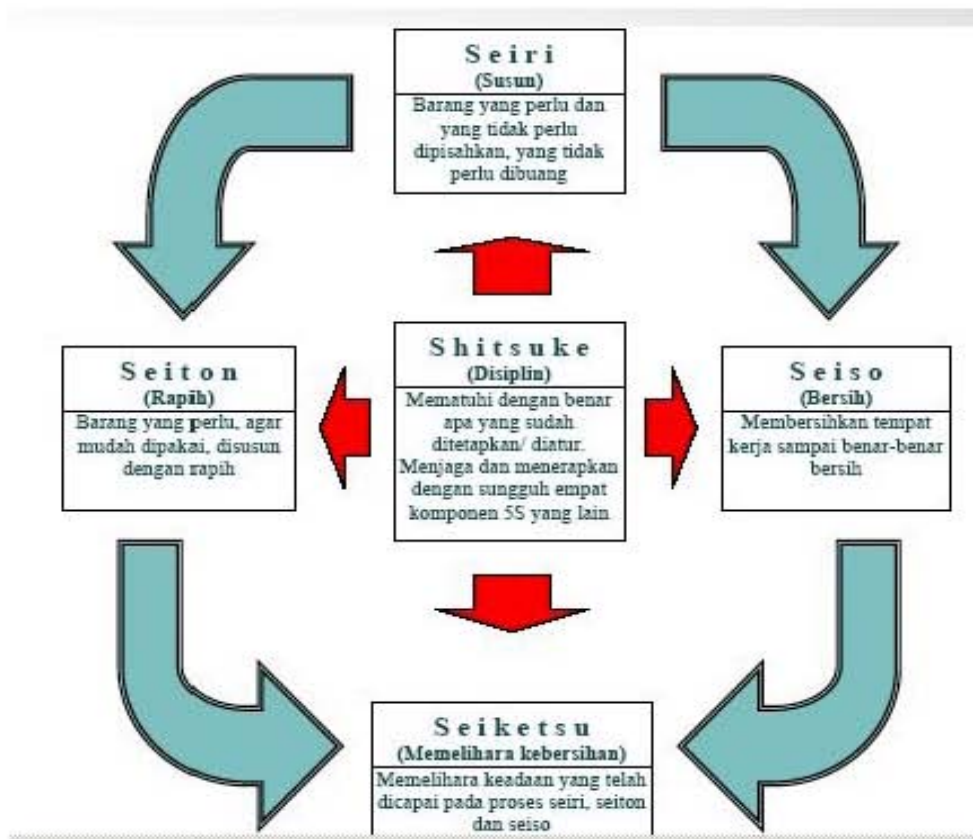 Seiri
(Susun)
Barang yang perlu dan
yang tidak perlu
dipisahkan, yang tidak
perlu dibuang
Seiton
(Rapih)
Barang yang perlu, agar
mudah dipakai, disusun
dengan rapih
Shitsuke
(Disiplin)
Mematuhi dengan benar
apa yang sudah
ditetapkan/ diatur.
Menjaga dan menerapkan
dengan sungguh empat
komponen 5S yang lain
Seiso
(Bersih)
Membersihkan tempat
kerja sampai benar-benar
bersih
Seiketsu
(Memelihara kebersihan)
Memelihara keadaan yang telah
dicapai pada proses seiri, seiton
dan seiso